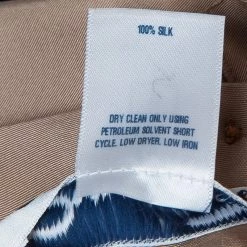 100% SILK
DRY CLEAN ONLY USING
PETROLEUM SOLVENT SHORT
CYCLE, LOW DRYER, LOW IRON